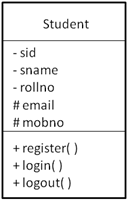 Student
- sid
- sname
- rollno
# email
# mobno
+ register( )
+ login( )
+ logout( )